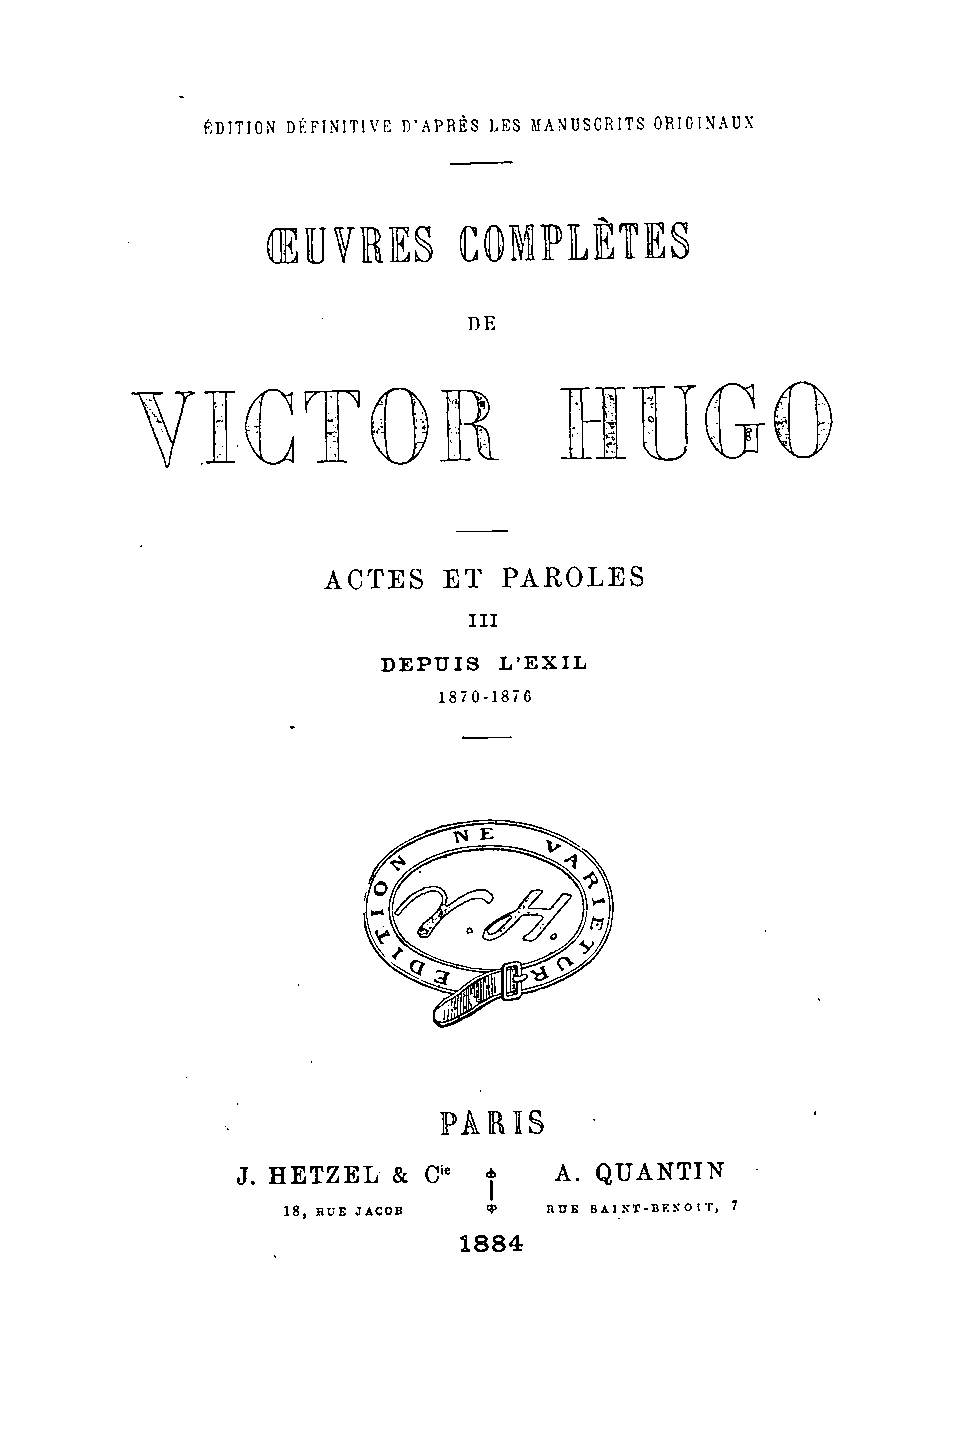 ÉDITION DÉFINITIVE D'APRÈS LES MANUSCRITS ORIGINAUX
ŒUVRES COMPLÈTES
DE
VICTOR HUGO
ACTES ET PAROLES
III
DEPUIS L'EXIL
1870-1876
EDITION NE VARIETUR
V. H.
PARIS
J. HETZEL & Cie
18, RUE JACOB
A. QUANTIN
RUE SAINT-BENOIT, 7
1884